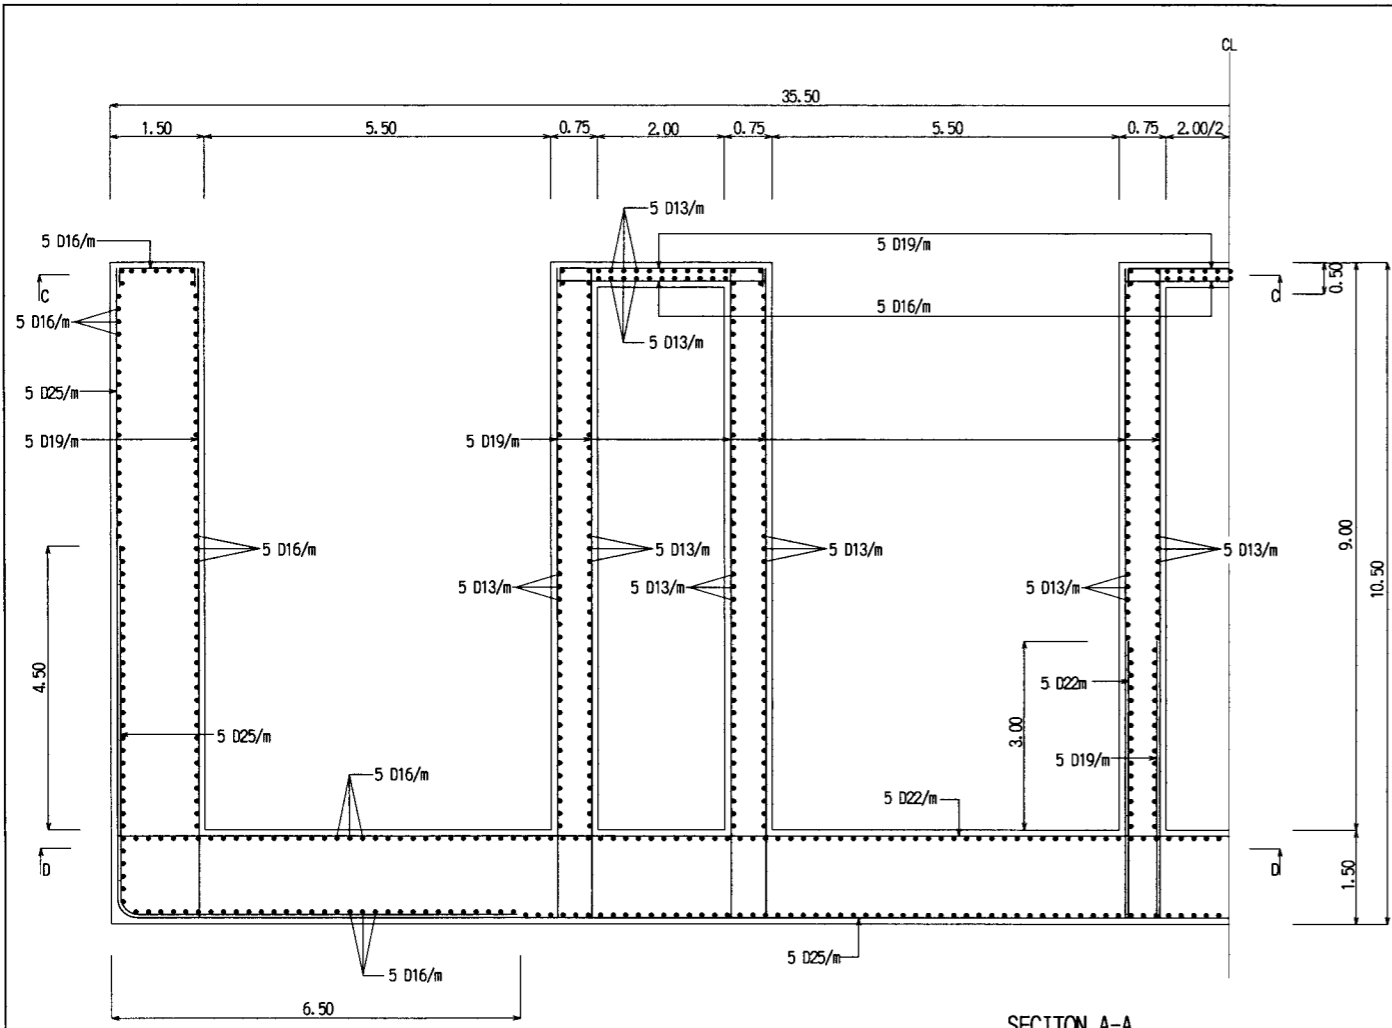 CL
35.50
1.50 5.50 0.75 2.00 0.75 5.50 0.75 2.00/2
5 D13/m
5 D16/m 5 D19/m
C C 0.50
5 D16/m 5 D16/m
5 D13/m
5 D25/m
5 D19/m 5 D19/m
5 D16/m 5 D13/m 5 D13/m 5 D13/m 9.00
5 D13/m 5 D13/m 5 D13/m 10.50
4.50 5 D22m
3.00
5 D25/m 5 D19/m
5 D16/m
5 D22/m
D D 1.50
5 D25/m
5 D16/m
6.50
SECITON A-A